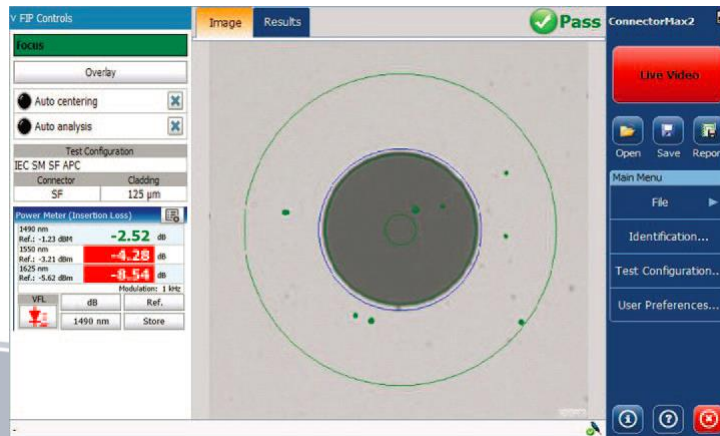 v FIP Controls
Focus
Overlay
Auto centering
Auto analysis
Test Configuration
IEC SM SF APC
Connector Cladding
SF 125 µm
Power Meter (Insertion Loss)
1490 nm
Ref.: -1.23 dBM -2.52 dB
1550 nm
Ref.: -3.21 dBm -4.28 dB
1625 nm
Ref.: -5.62 dBm -8.54 dB
Modulation: 1 kHz
VFL dB Ref.
1490 nm Store
Image Results Pass
ConnectorMax2
Live Video
Open Save Repor
Main Menu
File
Identification...
Test Configuration..
User Preferences...